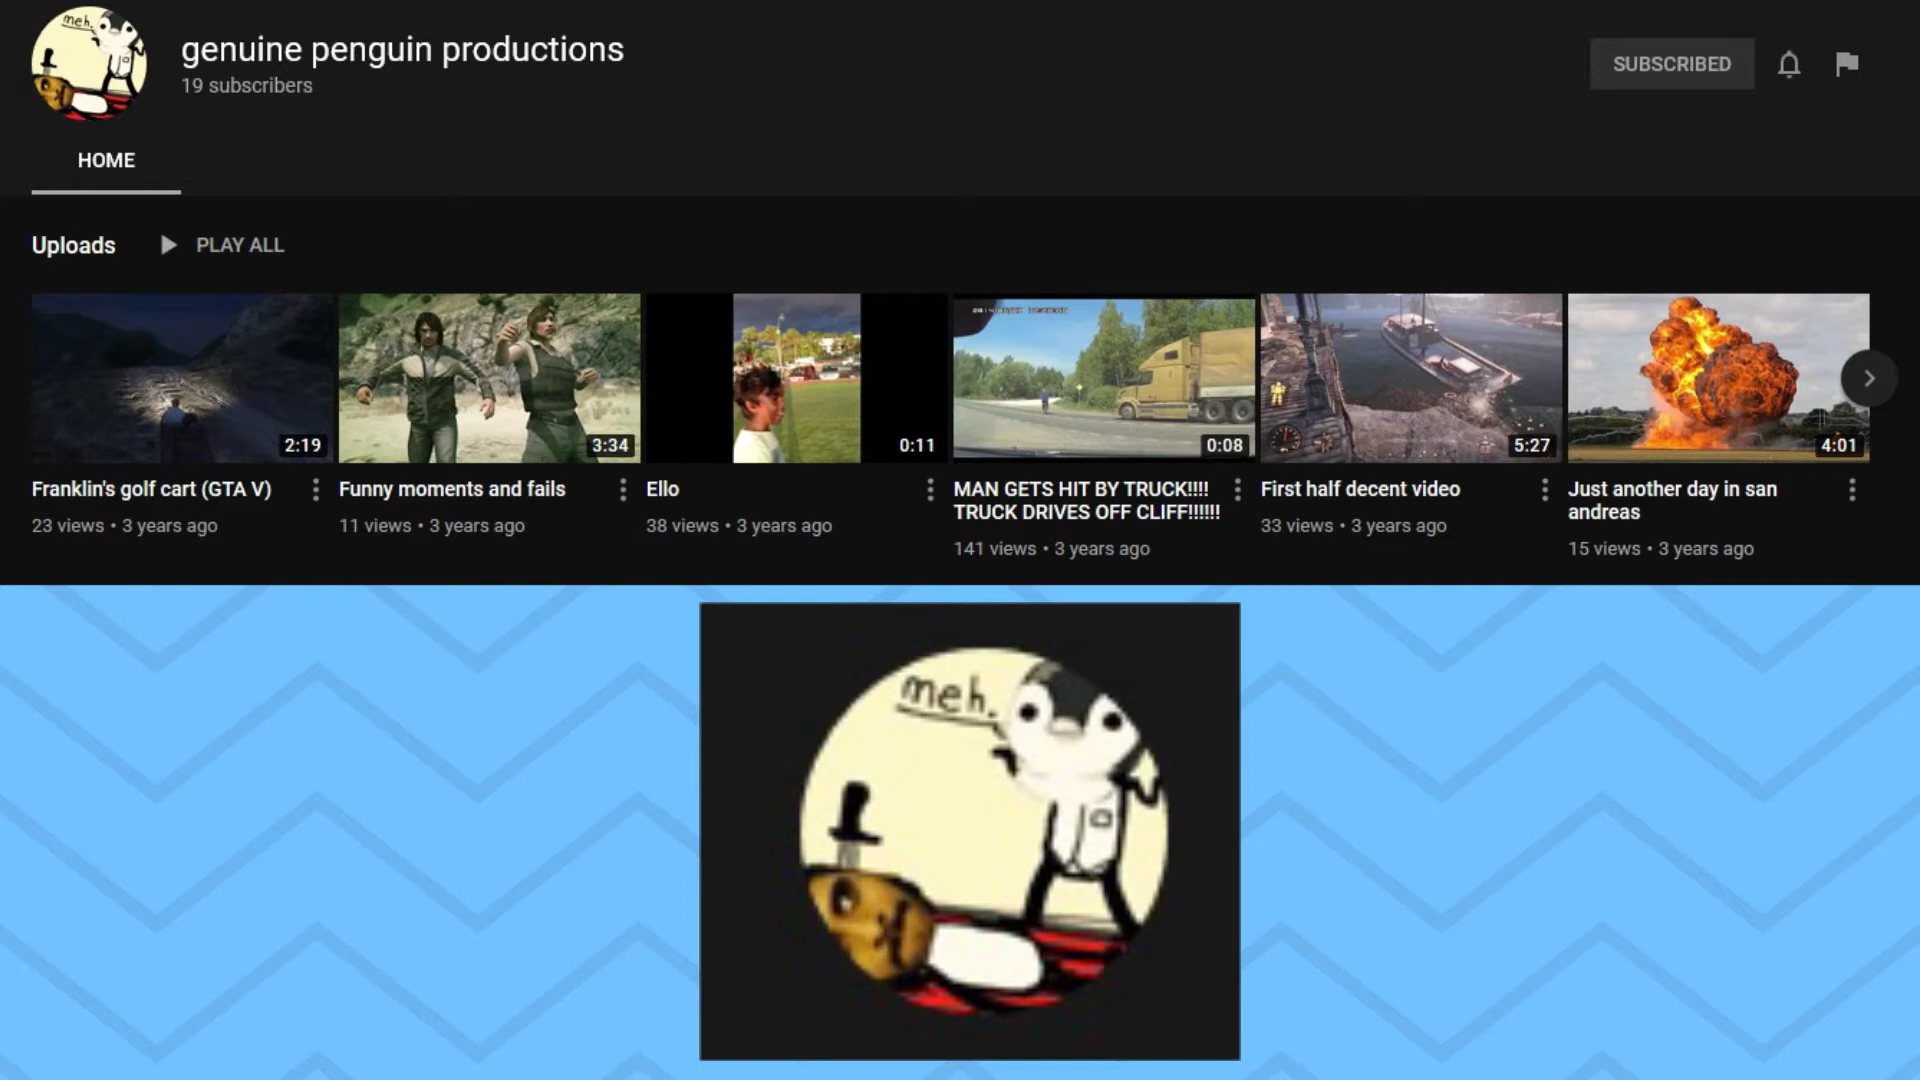 meh.
genuine penguin productions
19 subscribers
SUBSCRIBED
HOME
Uploads
PLAY ALL
2:19
3:34
0:11
0:08
5:27
4:01
Franklin's golf cart (GTA V)
23 views • 3 years ago
Funny moments and fails
11 views • 3 years ago
Ello
38 views • 3 years ago
MAN GETS HIT BY TRUCK!!!!
TRUCK DRIVES OFF CLIFF!!!!!!
141 views • 3 years ago
First half decent video
33 views • 3 years ago
Just another day in san
andreas
15 views • 3 years ago
meh.